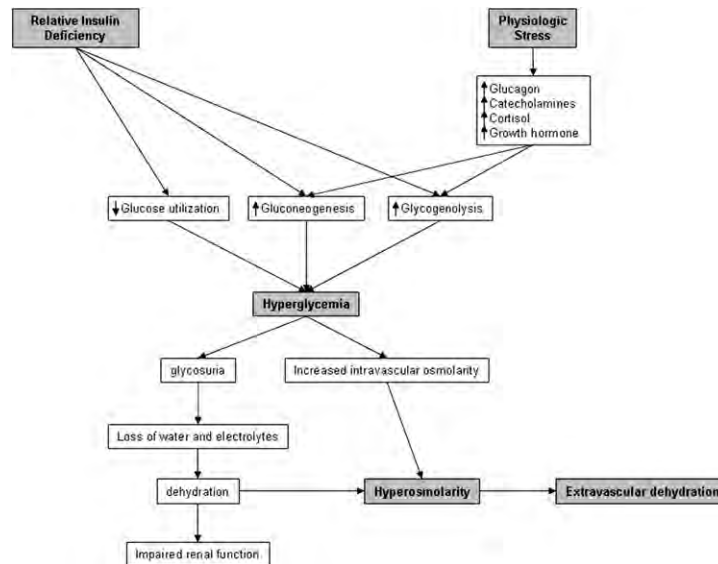 Relative Insulin
Deficiency
Physiologic
Stress
Glucagon
Catecholamines
Cortisol
Growth hormone
Glucose utilization
Gluconeogenesis
Glycogenolysis
Hyperglycemia
glycosuria
Increased intravascular osmolarity
Loss of water and electrolytes
dehydration
Hyperosmolarity
Extravascular dehydration
Impaired renal function